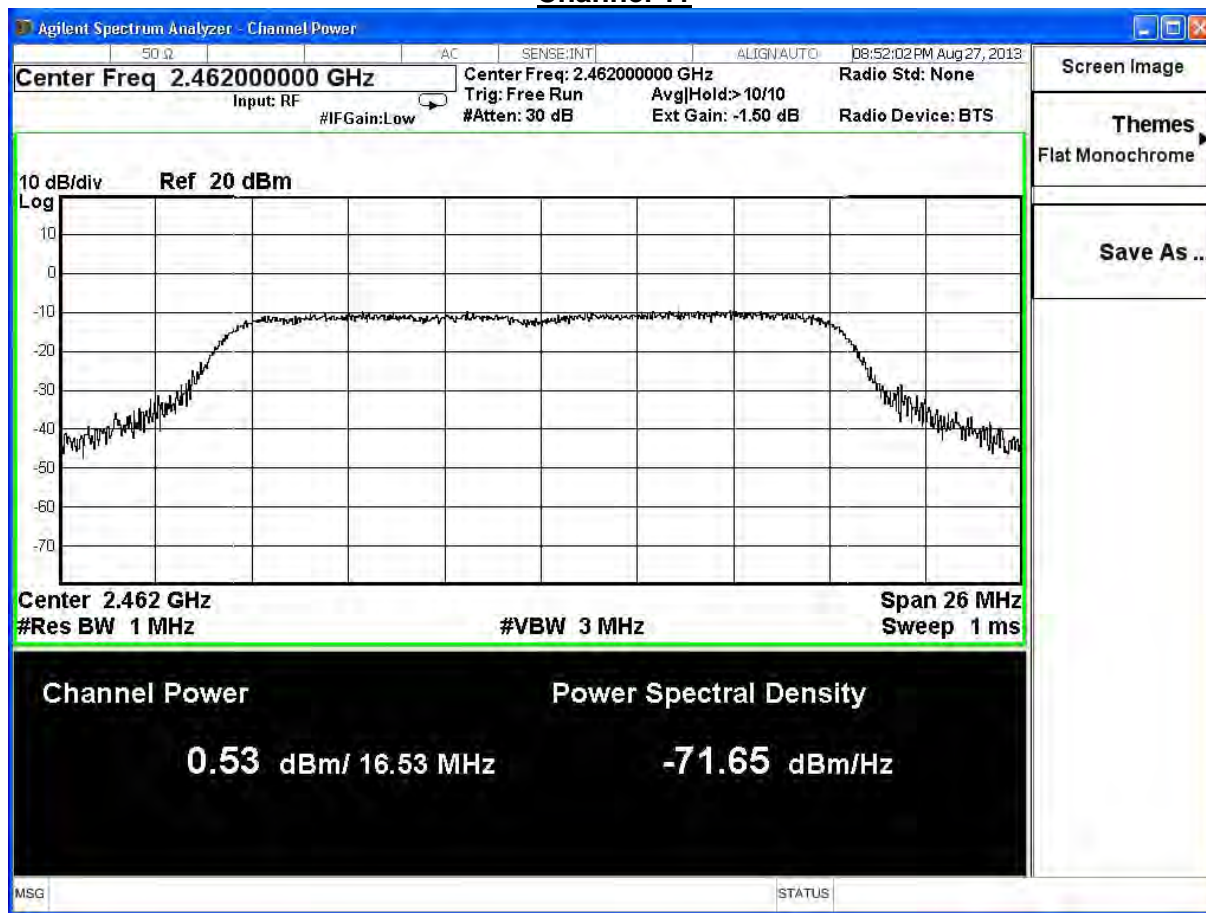 Channel 11
Agilent Spectrum Analyzer - Channel Power
50 Ω AC SENSE:INT ALIGN AUTO 08:52:02 PM Aug 27, 2013
Center Freq 2.462000000 GHz
Input: RF
#IFGain:Low
Center Freq: 2.462000000 GHz
Trig: Free Run Avg|Hold:> 10/10
#Atten: 30 dB Ext Gain: -1.50 dB
Radio Std: None
Radio Device: BTS
10 dB/div Ref 20 dBm
Log
10
0
-10
-20
-30
-40
-50
-60
-70
Center 2.462 GHz Span 26 MHz
#Res BW 1 MHz #VBW 3 MHz Sweep 1 ms
Channel Power Power Spectral Density
0.53 dBm/ 16.53 MHz -71.65 dBm/Hz
MSG STATUS
Screen Image
Themes
Flat Monochrome
Save As ...